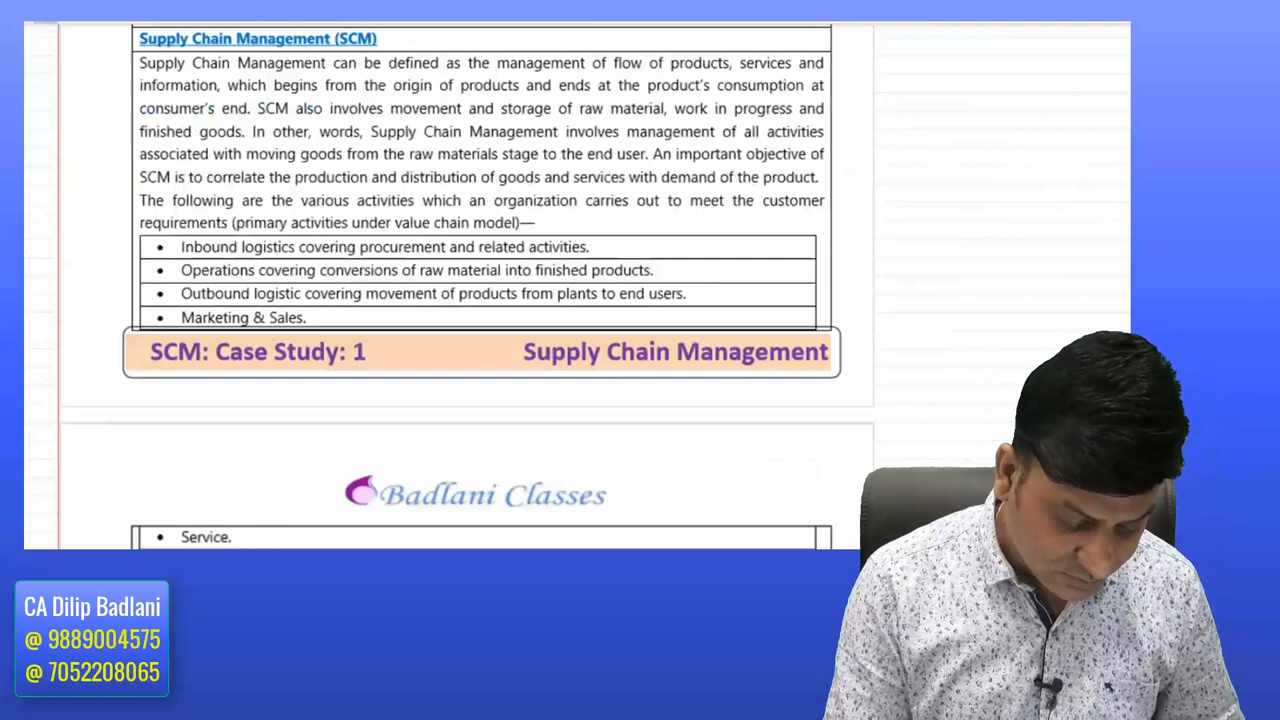 Supply Chain Management (SCM)
Supply Chain Management can be defined as the management of flow of products, services and
information, which begins from the origin of products and ends at the product's consumption at
consumer's end. SCM also involves movement and storage of raw material, work in progress and
finished goods. In other, words, Supply Chain Management involves management of all activities
associated with moving goods from the raw materials stage to the end user. An important objective of
SCM is to correlate the production and distribution of goods and services with demand of the product.
The following are the various activities which an organization carries out to meet the customer
requirements (primary activities under value chain model)—
• Inbound logistics covering procurement and related activities.
• Operations covering conversions of raw material into finished products.
• Outbound logistic covering movement of products from plants to end users.
• Marketing & Sales.
SCM: Case Study: 1 Supply Chain Management
Badlani Classes
• Service.
CA Dilip Badlani
@ 9889004575
@ 7052208065